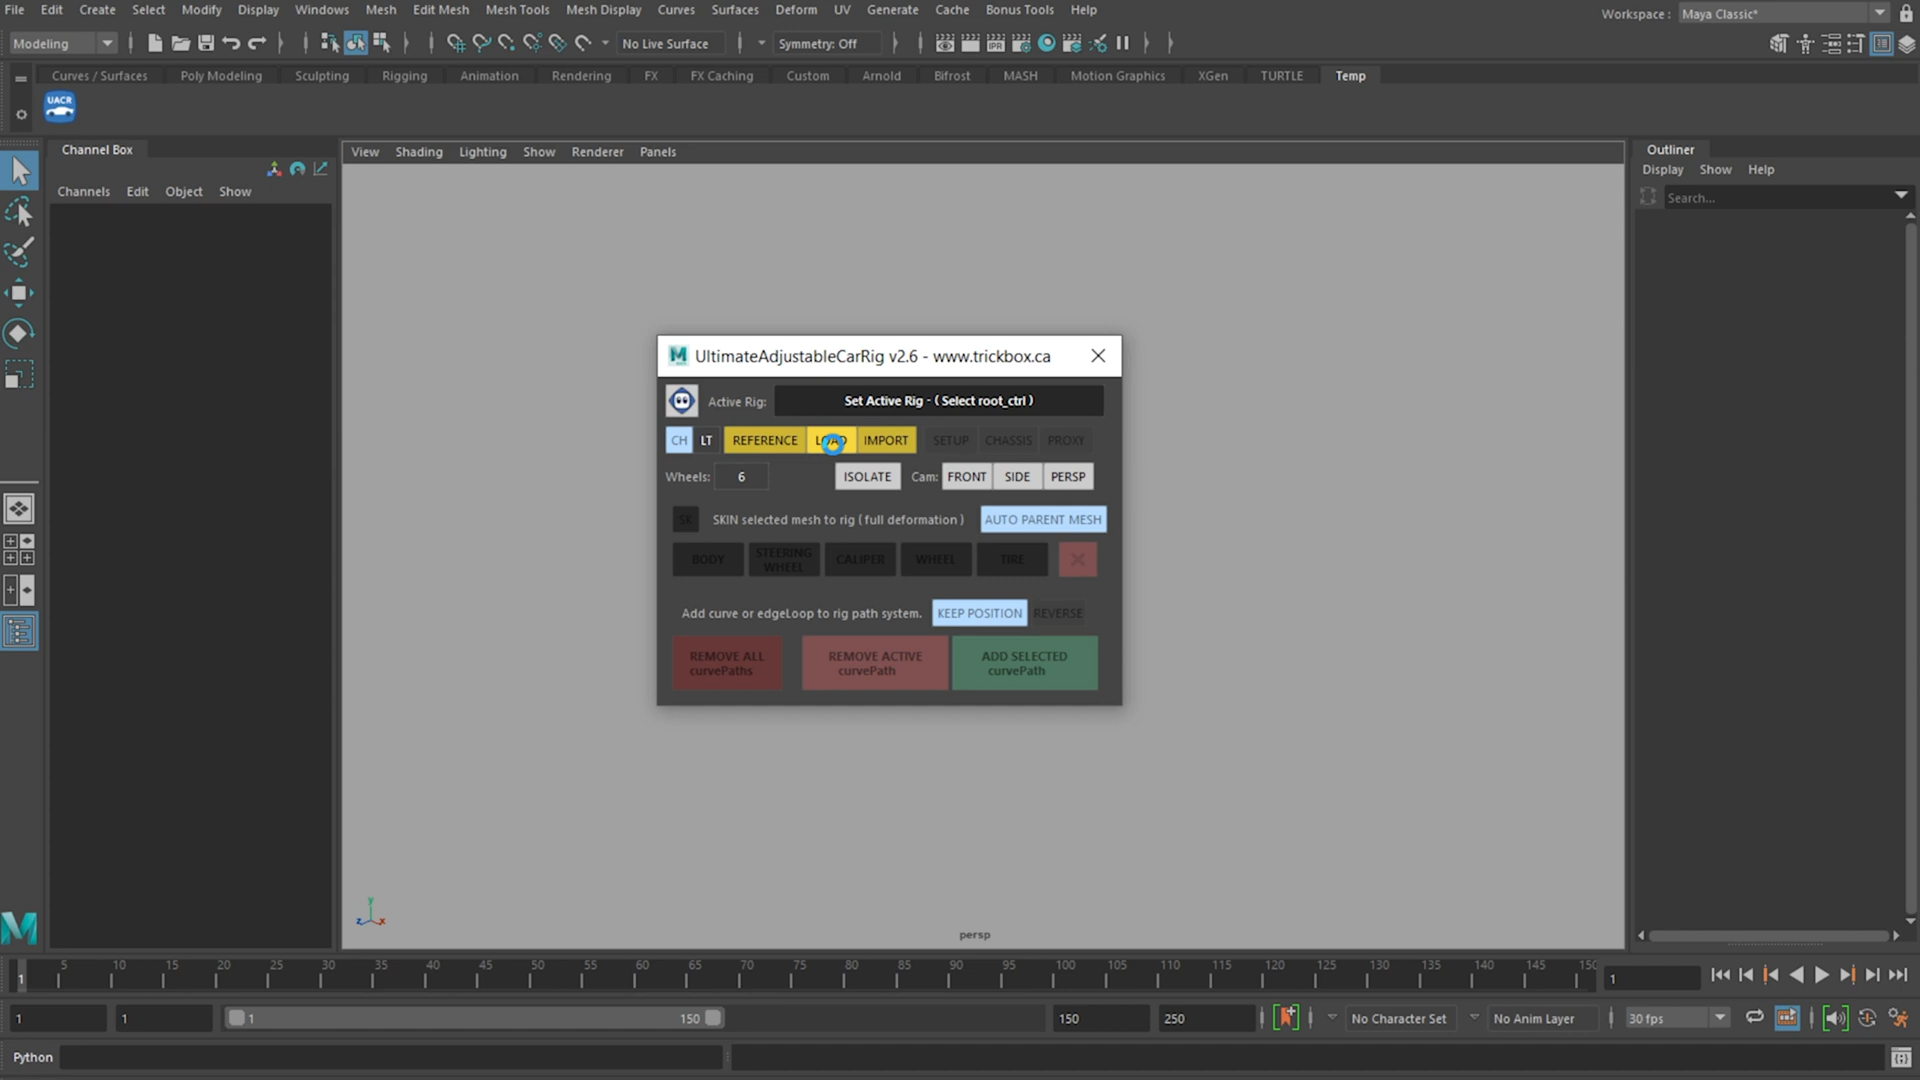 File Edit Create Select Modify Display Windows Mesh Edit Mesh Mesh Tools Mesh Display Curves Surfaces Deform UV Generate Cache Bonus Tools Help
Workspace : Maya Classic*
Modeling No Live Surface Symmetry: Off
IPR
Curves / Surfaces Poly Modeling Sculpting Rigging Animation Rendering FX FX Caching Custom Arnold Bifrost MASH Motion Graphics XGen TURTLE Temp
UACR
Channel Box
Channels Edit Object Show
View Shading Lighting Show Renderer Panels
Outliner
Display Show Help
Search...
M UltimateAdjustableCarRig v2.6 - www.trickbox.ca
Active Rig: Set Active Rig - ( Select root_ctrl )
CH LT REFERENCE LOAD IMPORT SETUP CHASSIS PROXY
Wheels: 6 ISOLATE Cam: FRONT SIDE PERSP
SK SKIN selected mesh to rig ( full deformation ) AUTO PARENT MESH
BODY STEERING WHEEL CALIPER WHEEL TIRE X
Add curve or edgeLoop to rig path system. KEEP POSITION REVERSE
REMOVE ALL curvePaths REMOVE ACTIVE curvePath ADD SELECTED curvePath
y
z x
persp
M
1 5 10 15 20 25 30 35 40 45 50 55 60 65 70 75 80 85 90 95 100 105 110 115 120 125 130 135 140 145 150 1
1 1 1 150 150 250 No Character Set No Anim Layer 30 fps
Python